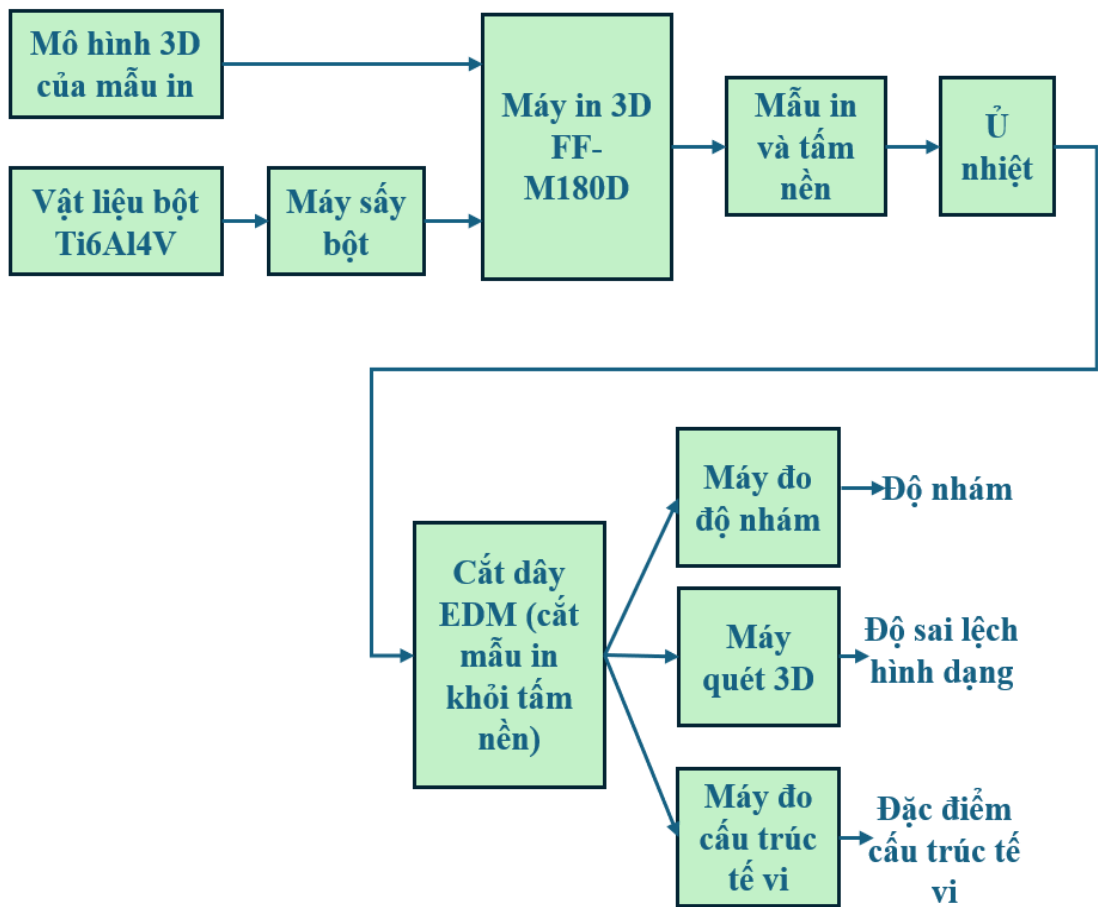 Mô hình 3D
của mẫu in
Vật liệu bột
Ti6Al4V
Máy sấy
bột
Máy in 3D
FF-
M180D
Mẫu in
và tấm
nền
Ủ
nhiệt
Cắt dây
EDM (cắt
mẫu in
khỏi tấm
nền)
Máy đo
độ nhám
Độ nhám
Máy
quét 3D
Độ sai lệch
hình dạng
Máy đo
cấu trúc
tế vi
Đặc điểm
cấu trúc tế
vi